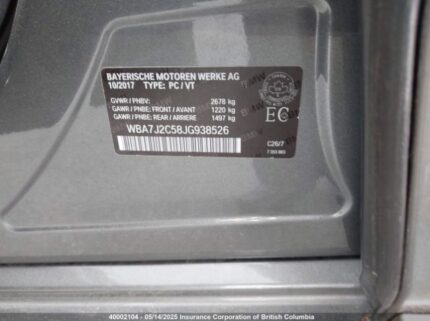 BAYERISCHE MOTOREN WERKE AG
10/2017 TYPE: PC/VT
GVWR / PNBV: 2678 kg
GAWR / PNBE: FRONT / AVANT 1220 kg
GAWR / PNBE: REAR / ARRIERE 1497 kg
WBA7J2C58JG938526
EC
C26/7
40002104 - 05/14/2025 Insurance Corporation of British Columbia